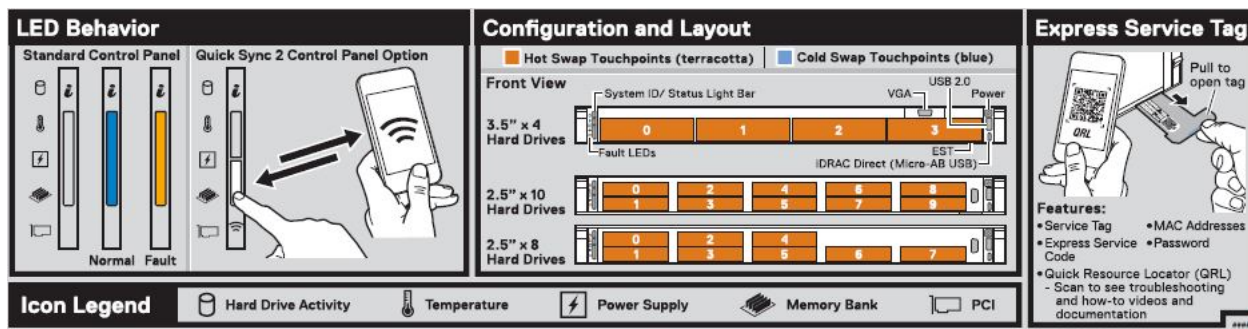 LED Behavior
Standard Control Panel
Quick Sync 2 Control Panel Option
i
i
i
i
Normal
Fault
Configuration and Layout
Hot Swap Touchpoints (terracotta)
Cold Swap Touchpoints (blue)
Front View
System ID/ Status Light Bar
VGA
USB 2.0
Power
3.5" x 4
Hard Drives
0
1
2
3
Fault LEDs
EST
iDRAC Direct (Micro-AB USB)
2.5" x 10
Hard Drives
0 2 4 6 8
1 3 5 7 9
2.5" x 8
Hard Drives
0 2 4
1 3 5 6 7
Express Service Tag
Pull to
open tag
QRL
Features:
• Service Tag
• MAC Addresses
• Express Service
Code
• Password
• Quick Resource Locator (QRL)
- Scan to see troubleshooting
and how-to videos and
documentation
Icon Legend
Hard Drive Activity
Temperature
Power Supply
Memory Bank
PCI